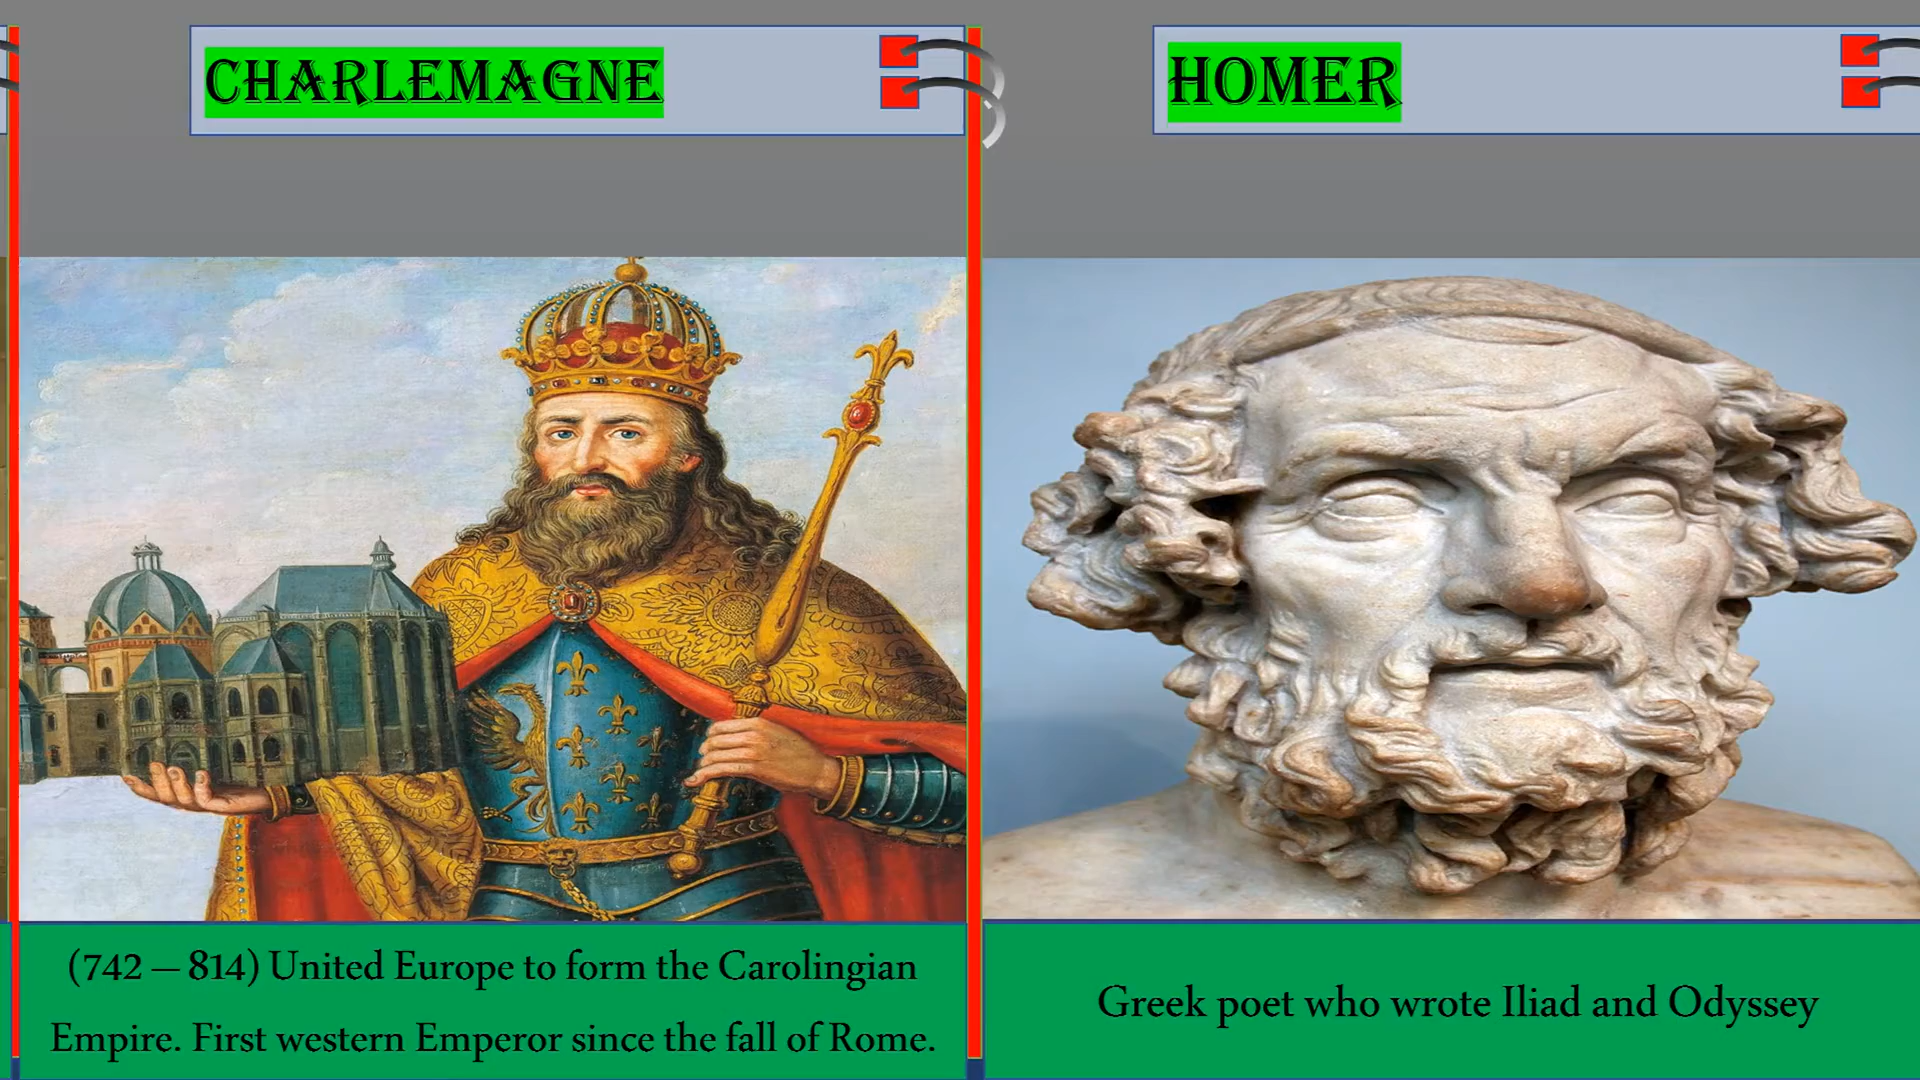 CHARLEMAGNE
(742 – 814) United Europe to form the Carolingian
Empire. First western Emperor since the fall of Rome.
HOMER
Greek poet who wrote Iliad and Odyssey